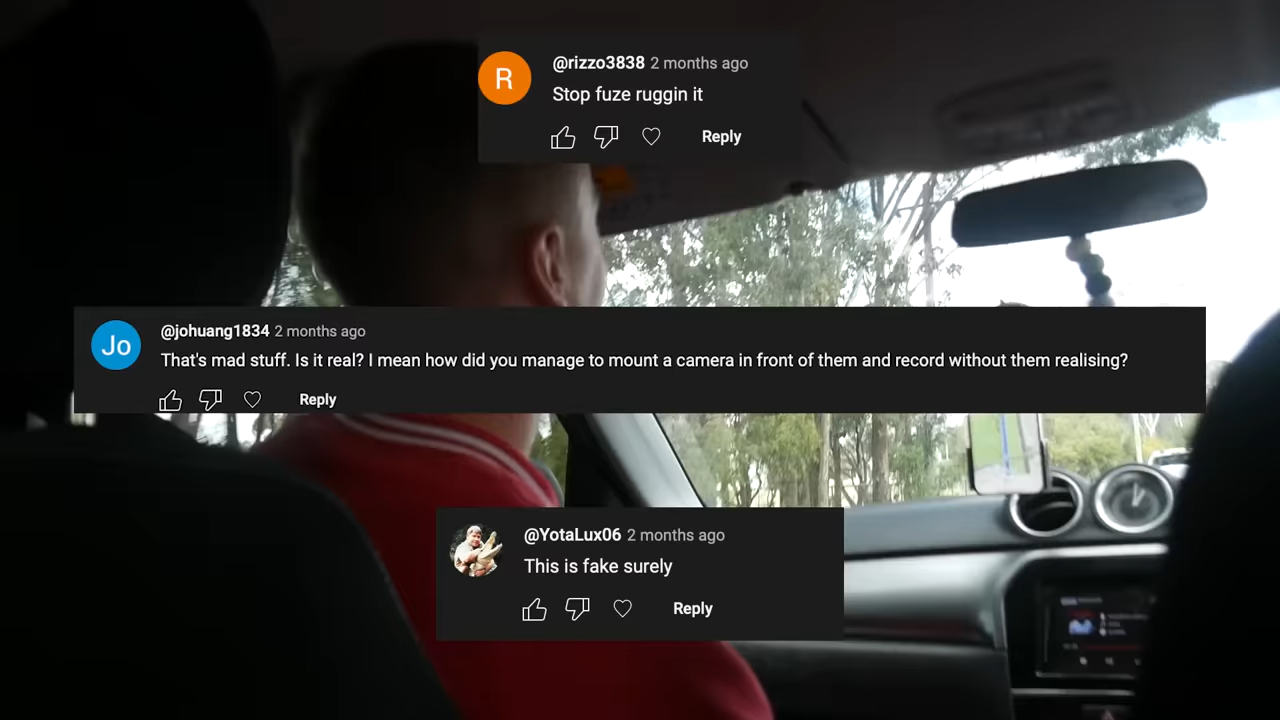 R
@rizzo3838 2 months ago
Stop fuze ruggin it
Reply
Jo
@johuang1834 2 months ago
That's mad stuff. Is it real? I mean how did you manage to mount a camera in front of them and record without them realising?
Reply
@YotaLux06 2 months ago
This is fake surely
Reply